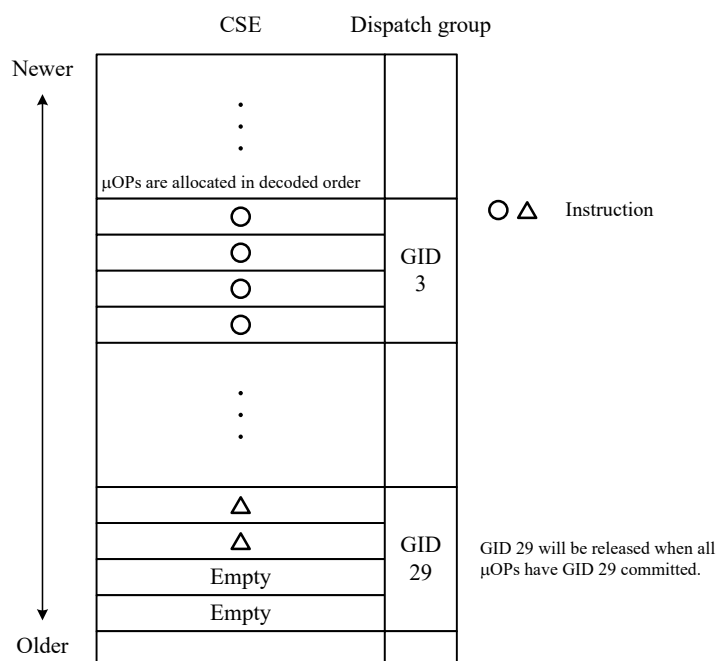 CSE
Dispatch group
Newer
μOPs are allocated in decoded order
Instruction
GID
3
GID
29
Empty
Empty
GID 29 will be released when all
μOPs have GID 29 committed.
Older